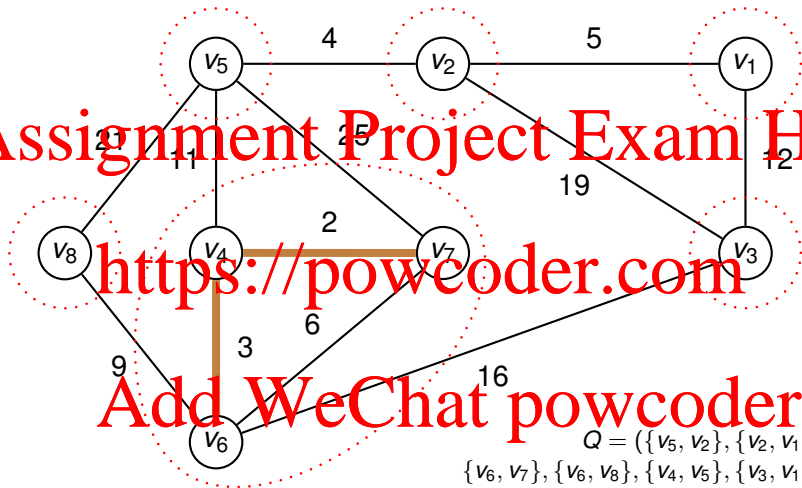 4
5
v5
v2
v1
Assignment Project Exam H
21
11
25
12
19
2
v8
v4
v7
v3
https://powcoder.com
6
3
9
16
Add WeChat powcoder
v6
Q = ({v5, v2}, {v2, v1
{v6, v7}, {v6, v8}, {v4, v5}, {v3, v1